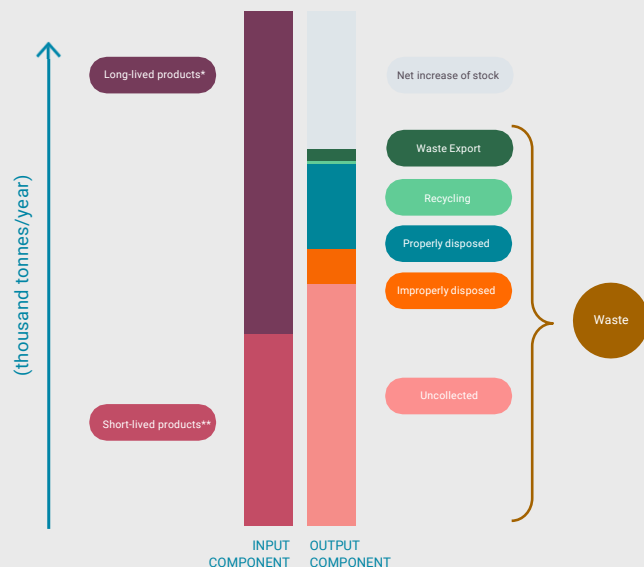 Long-lived products*
Net increase of stock
Waste Export
Recycling
Properly disposed
Improperly disposed
Waste
Uncollected
Short-lived products**
(thousand tonnes/year)
INPUT
COMPONENT
OUTPUT
COMPONENT